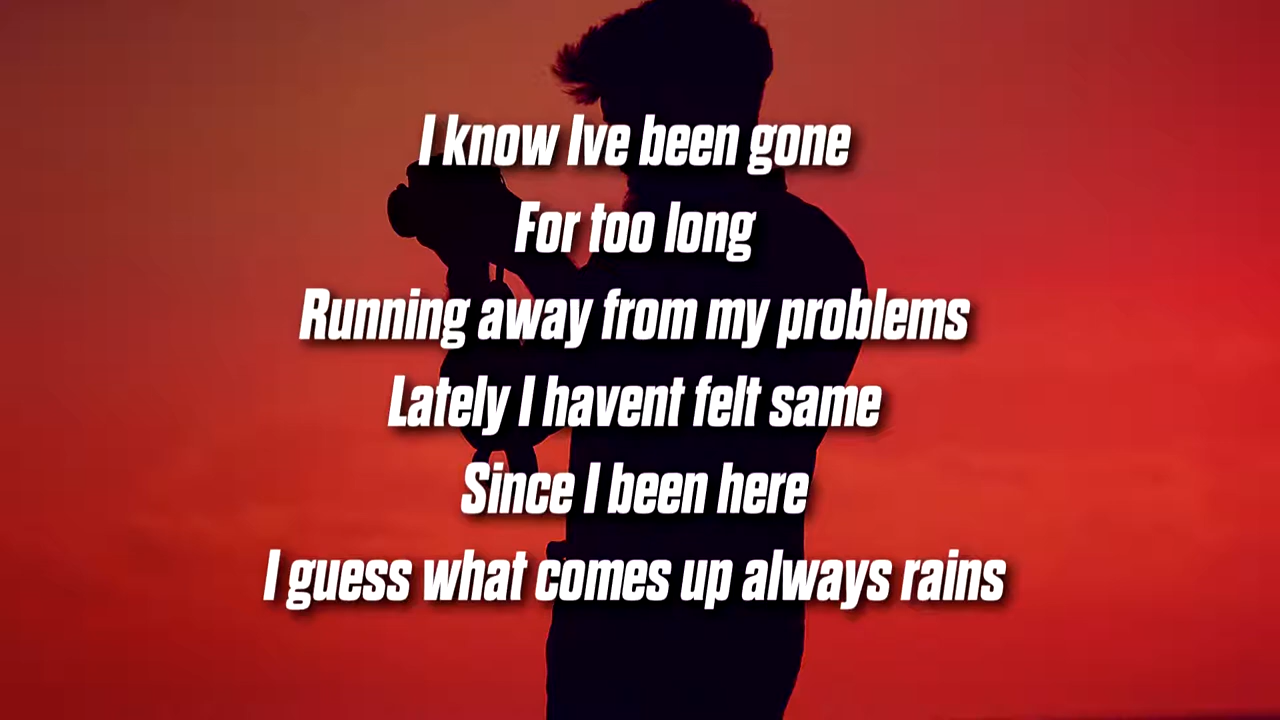 I know Ive been gone
For too long
Running away from my problems
Lately I havent felt same
Since I been here
I guess what comes up always rains